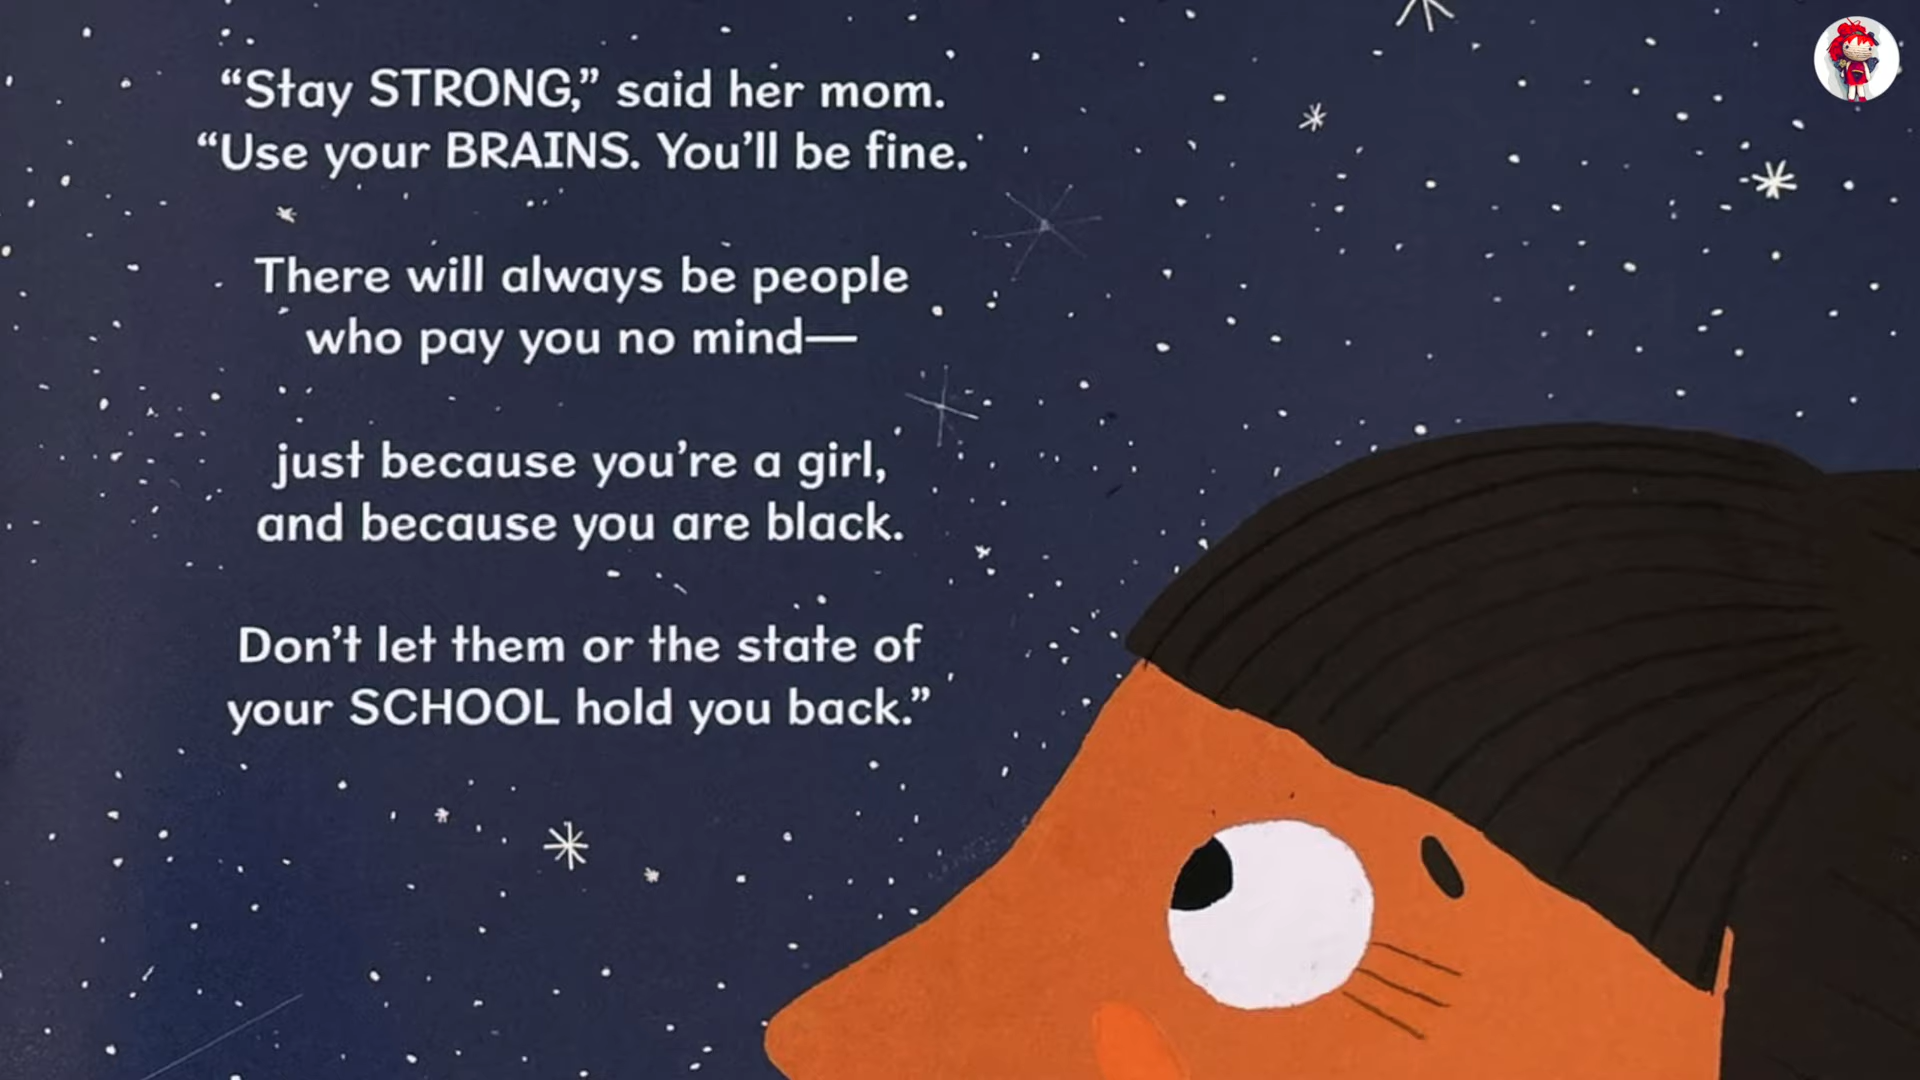 “Stay STRONG,” said her mom.
“Use your BRAINS. You’ll be fine.
There will always be people
who pay you no mind—
just because you’re a girl,
and because you are black.
Don’t let them or the state of
your SCHOOL hold you back.”